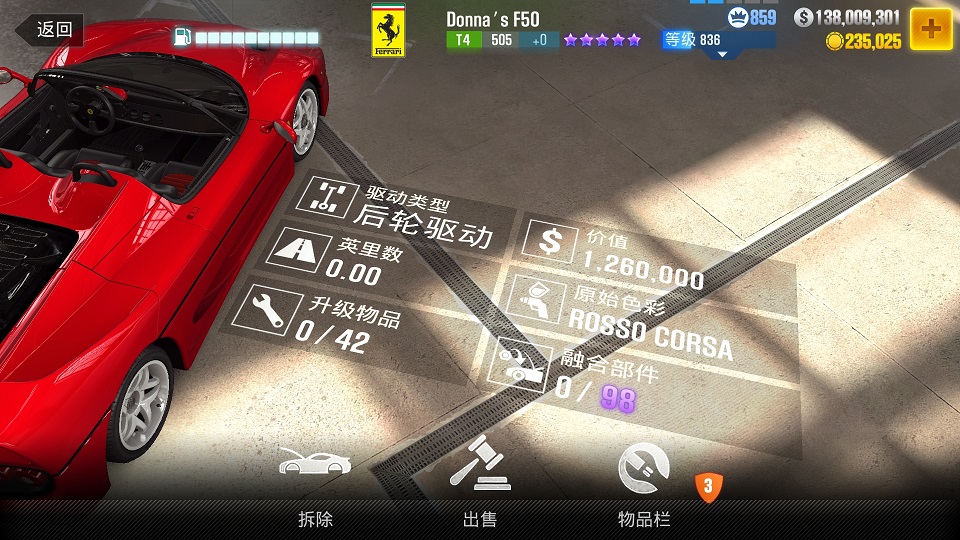 返回
Ferrari
Donna's F50
T4 505 +0
859
等级 836
138,009,301
235,025
驱动类型
后轮驱动
英里数
0.00
升级物品
0/42
价值
1,260,000
原始色彩
ROSSO CORSA
融合部件
0/ 98
拆除
出售
物品栏
3